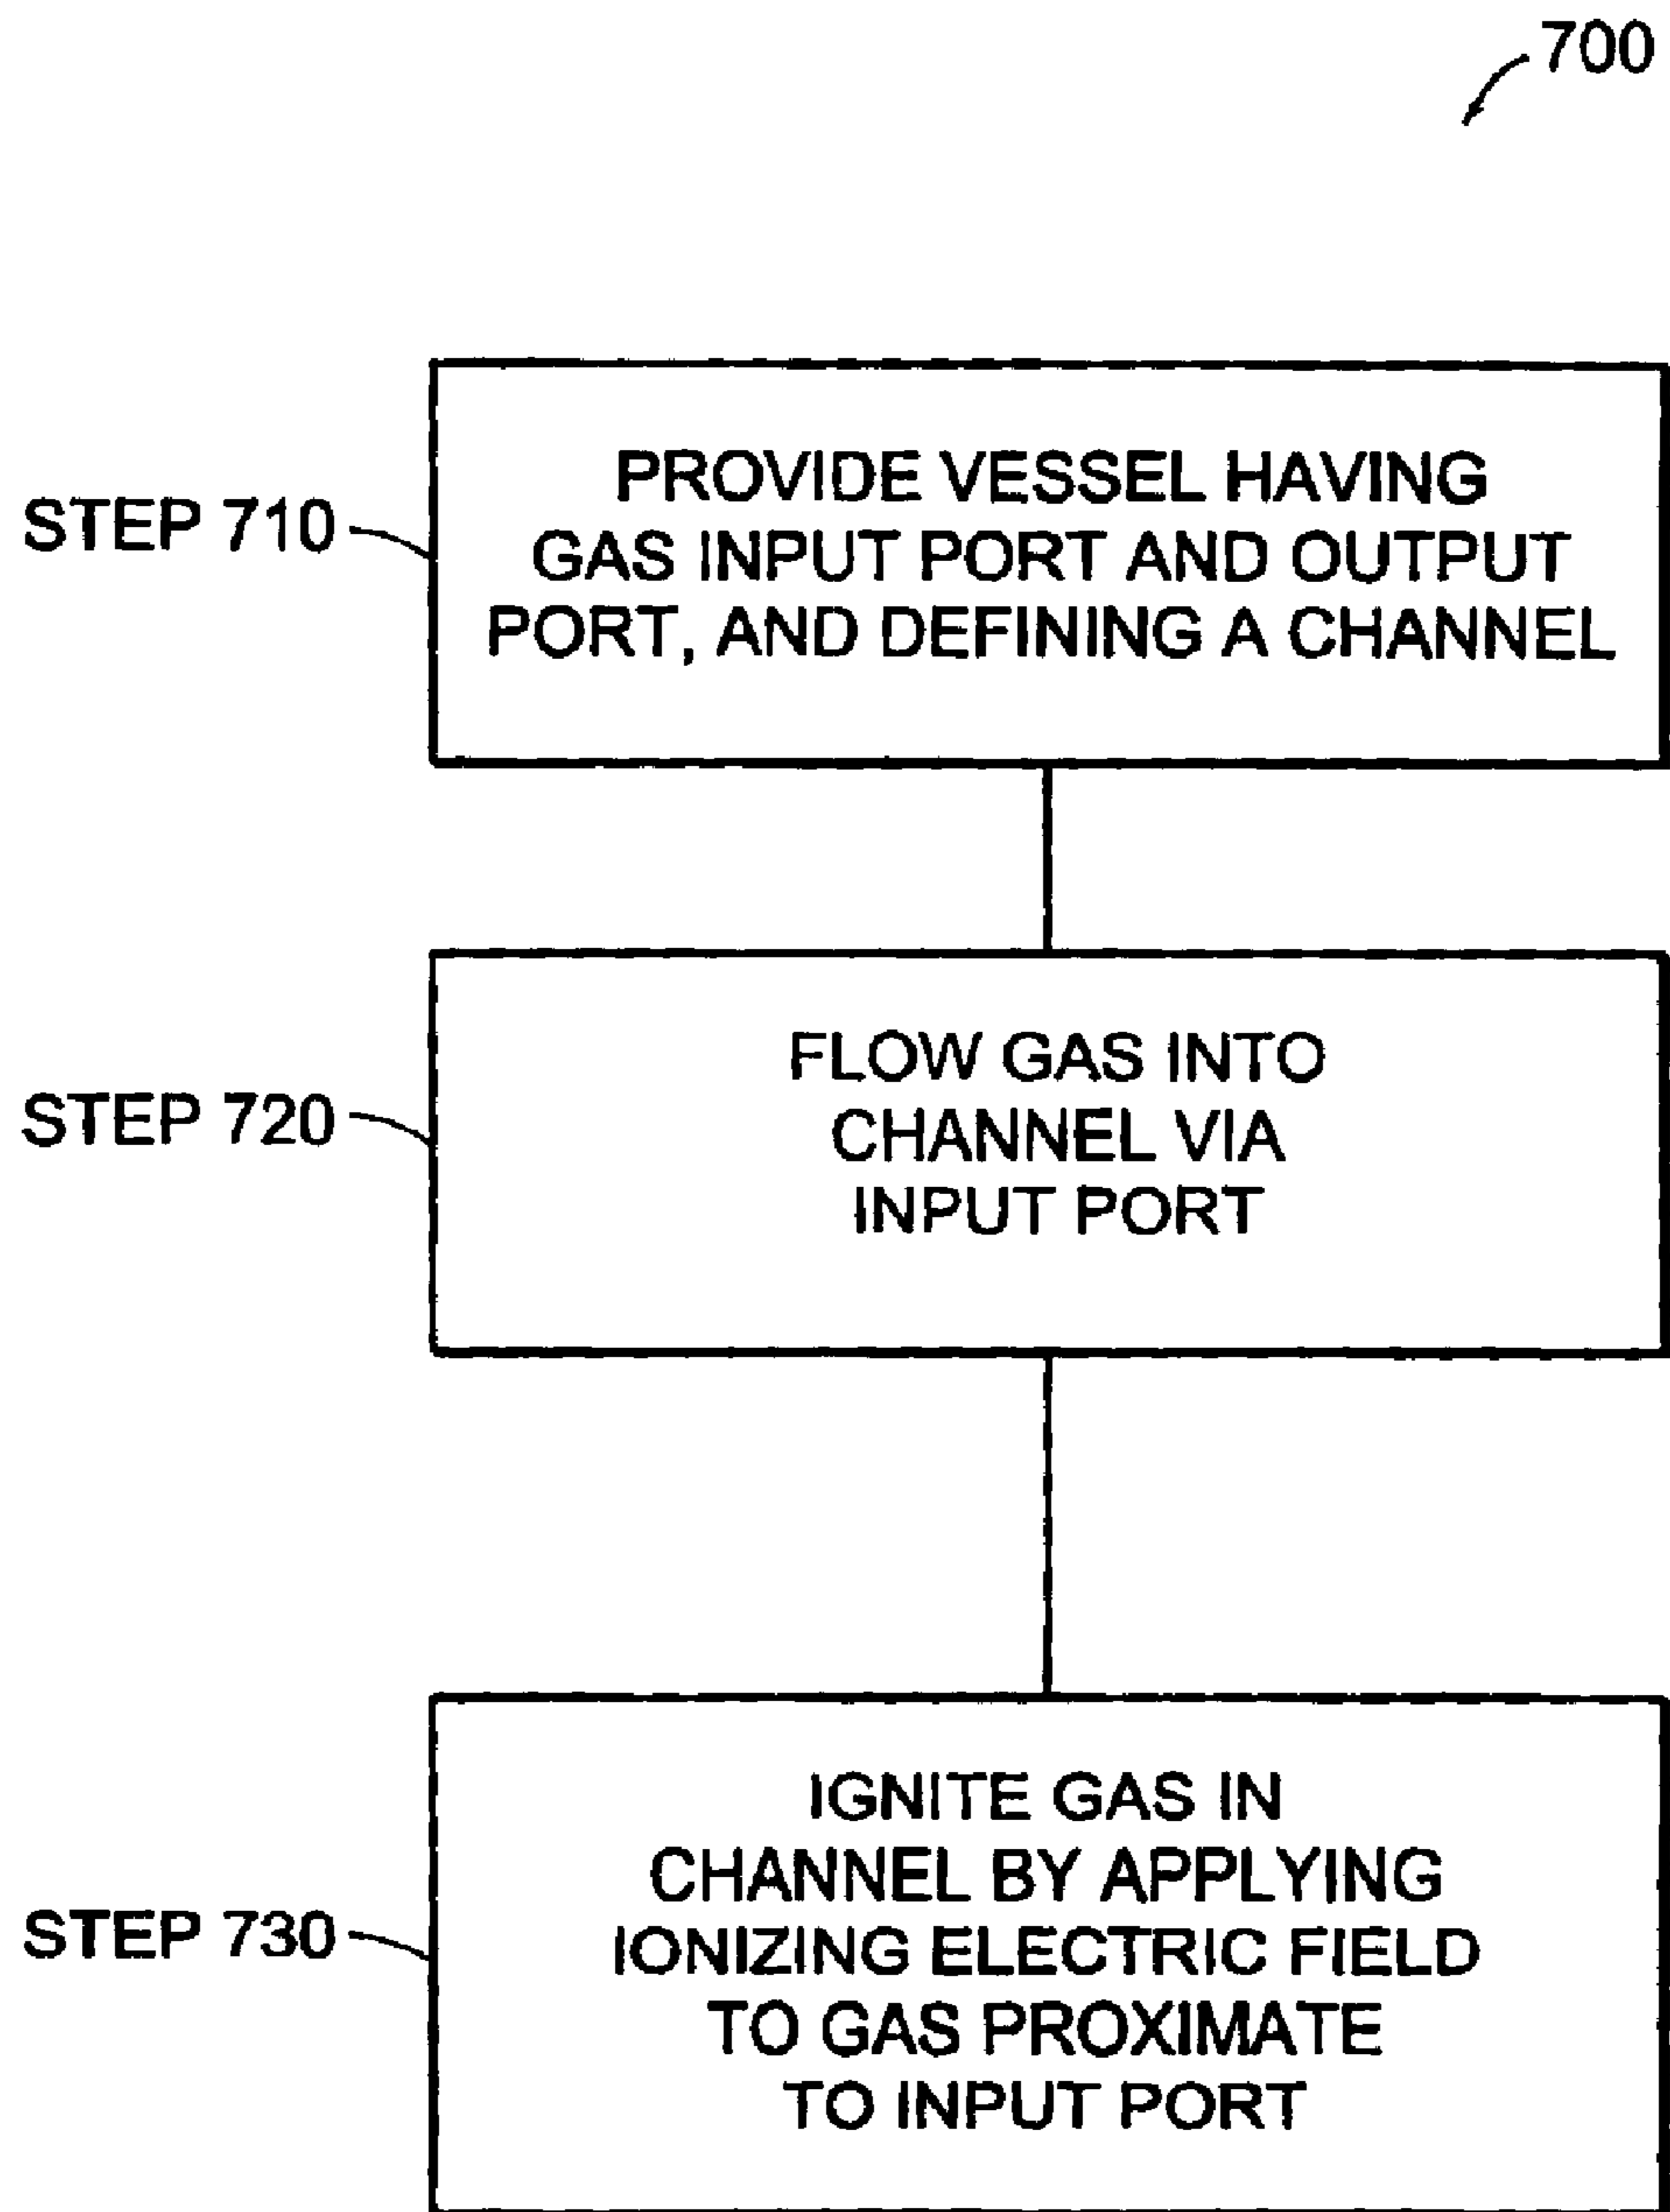 700
STEP 710
PROVIDE VESSEL HAVING
GAS INPUT PORT AND OUTPUT
PORT, AND DEFINING A CHANNEL
STEP 720
FLOW GAS INTO
CHANNEL VIA
INPUT PORT
STEP 730
IGNITE GAS IN
CHANNEL BY APPLYING
IONIZING ELECTRIC FIELD
TO GAS PROXIMATE
TO INPUT PORT